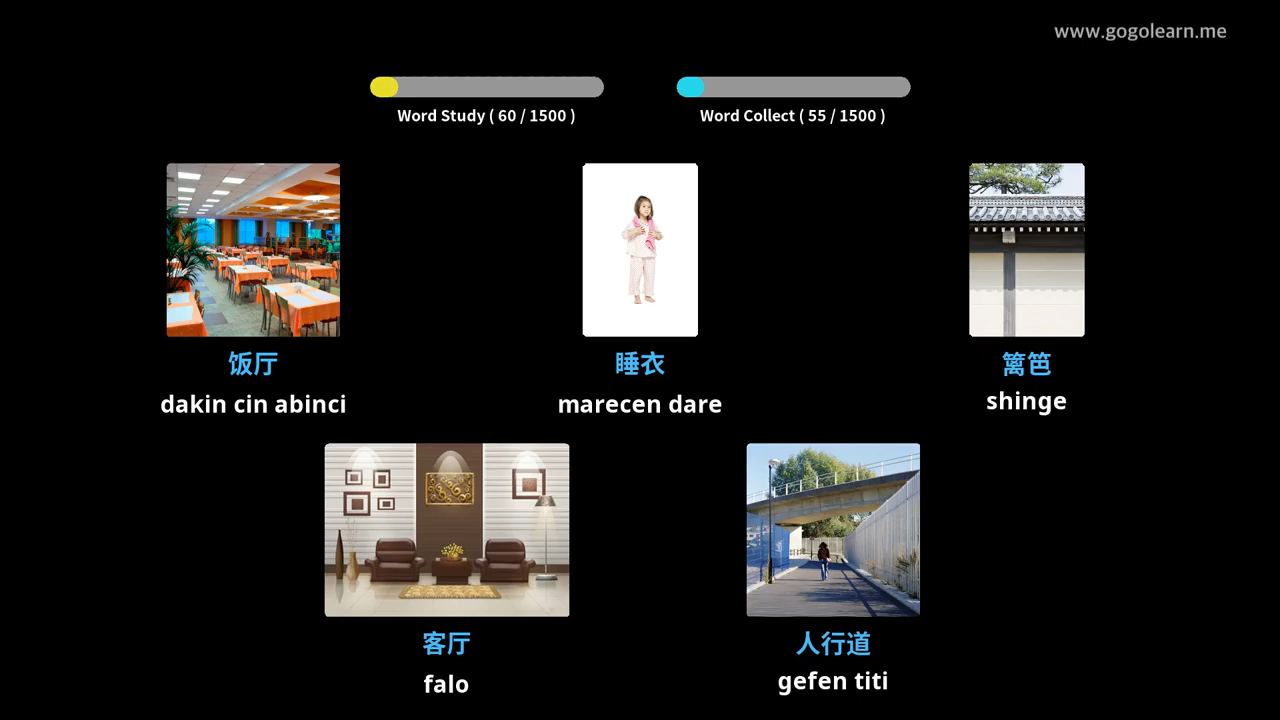 www.gogolearn.me
Word Study ( 60 / 1500 )
Word Collect ( 55 / 1500 )
饭厅
dakin cin abinci
睡衣
marecen dare
篱笆
shinge
客厅
falo
人行道
gefen titi